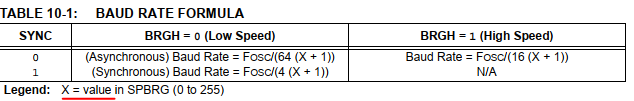 TABLE 10-1: BAUD RATE FORMULA
SYNC BRGH = 0 (Low Speed) BRGH = 1 (High Speed)
0 (Asynchronous) Baud Rate = FOSC/(64 (X + 1)) Baud Rate = FOSC/(16 (X + 1))
1 (Synchronous) Baud Rate = FOSC/(4 (X + 1)) N/A
Legend: X = value in SPBRG (0 to 255)